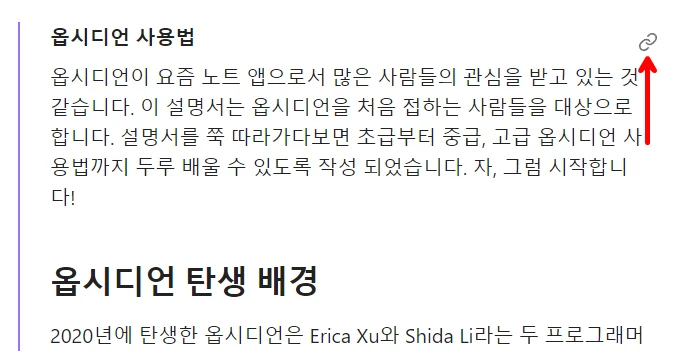 옵시디언 사용법
옵시디언이 요즘 노트 앱으로서 많은 사람들의 관심을 받고 있는 것
같습니다. 이 설명서는 옵시디언을 처음 접하는 사람들을 대상으로
합니다. 설명서를 쭉 따라가다보면 초급부터 중급, 고급 옵시디언 사
용법까지 두루 배울 수 있도록 작성 되었습니다. 자, 그럼 시작합니
다!
옵시디언 탄생 배경
2020년에 탄생한 옵시디언은 Erica Xu와 Shida Li라는 두 프로그래머